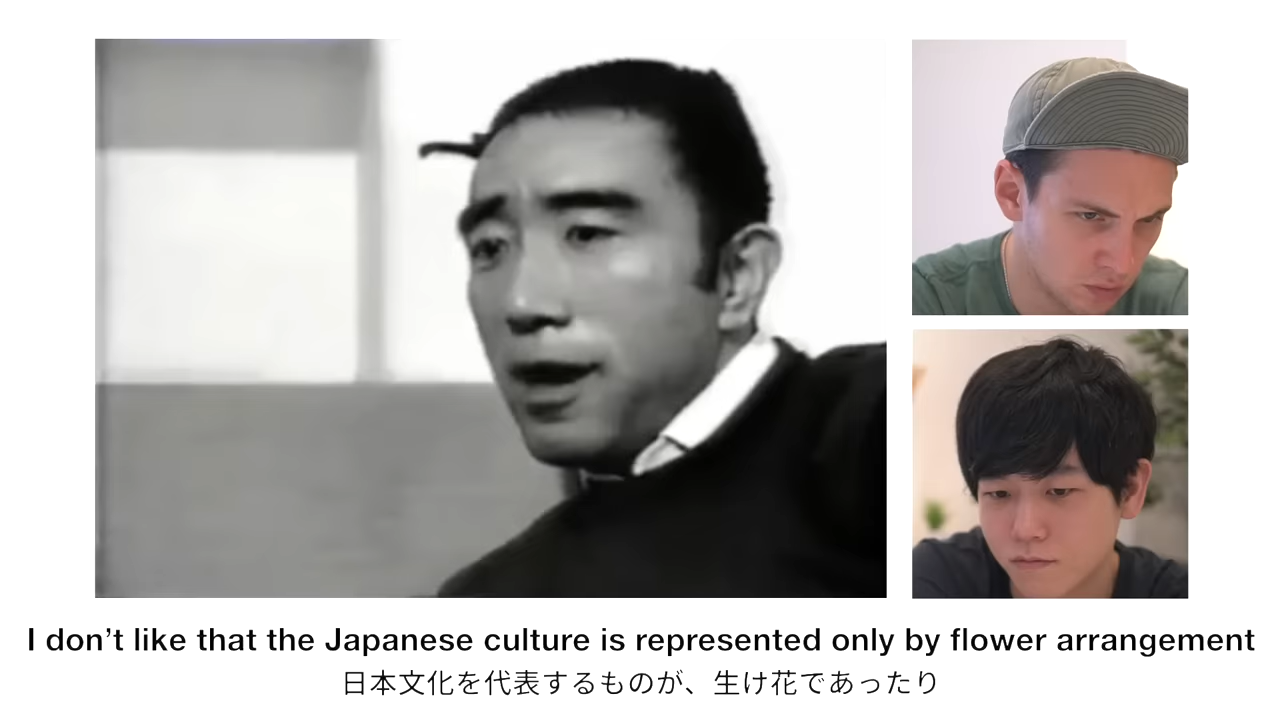 I don’t like that the Japanese culture is represented only by flower arrangement
日本文化を代表するものが、生け花であったり